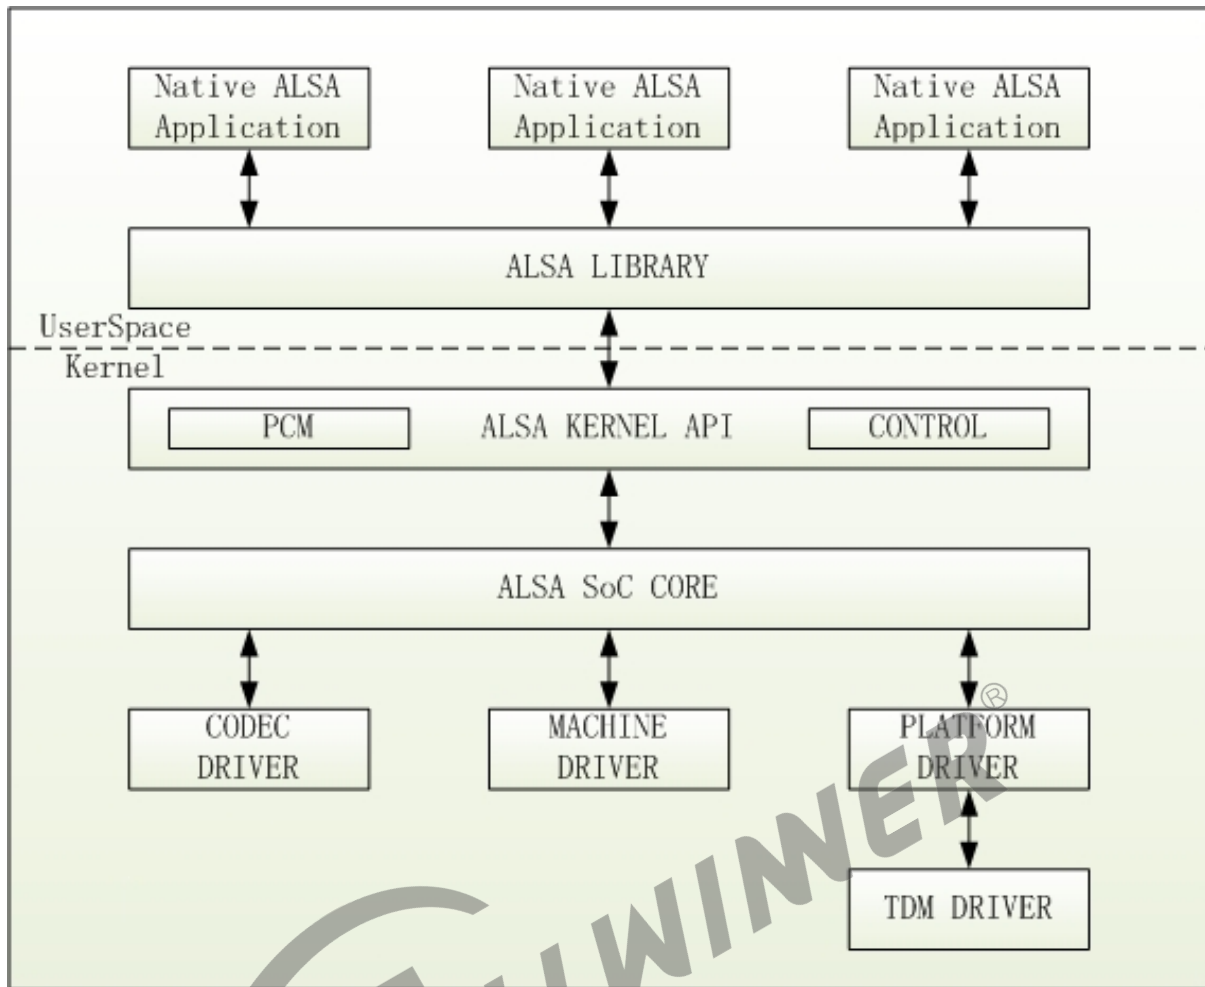 Native ALSA
Application
Native ALSA
Application
Native ALSA
Application
ALSA LIBRARY
UserSpace
Kernel
PCM
ALSA KERNEL API
CONTROL
ALSA SoC CORE
CODEC
DRIVER
MACHINE
DRIVER
PLATFORM
DRIVER
TDM DRIVER
®